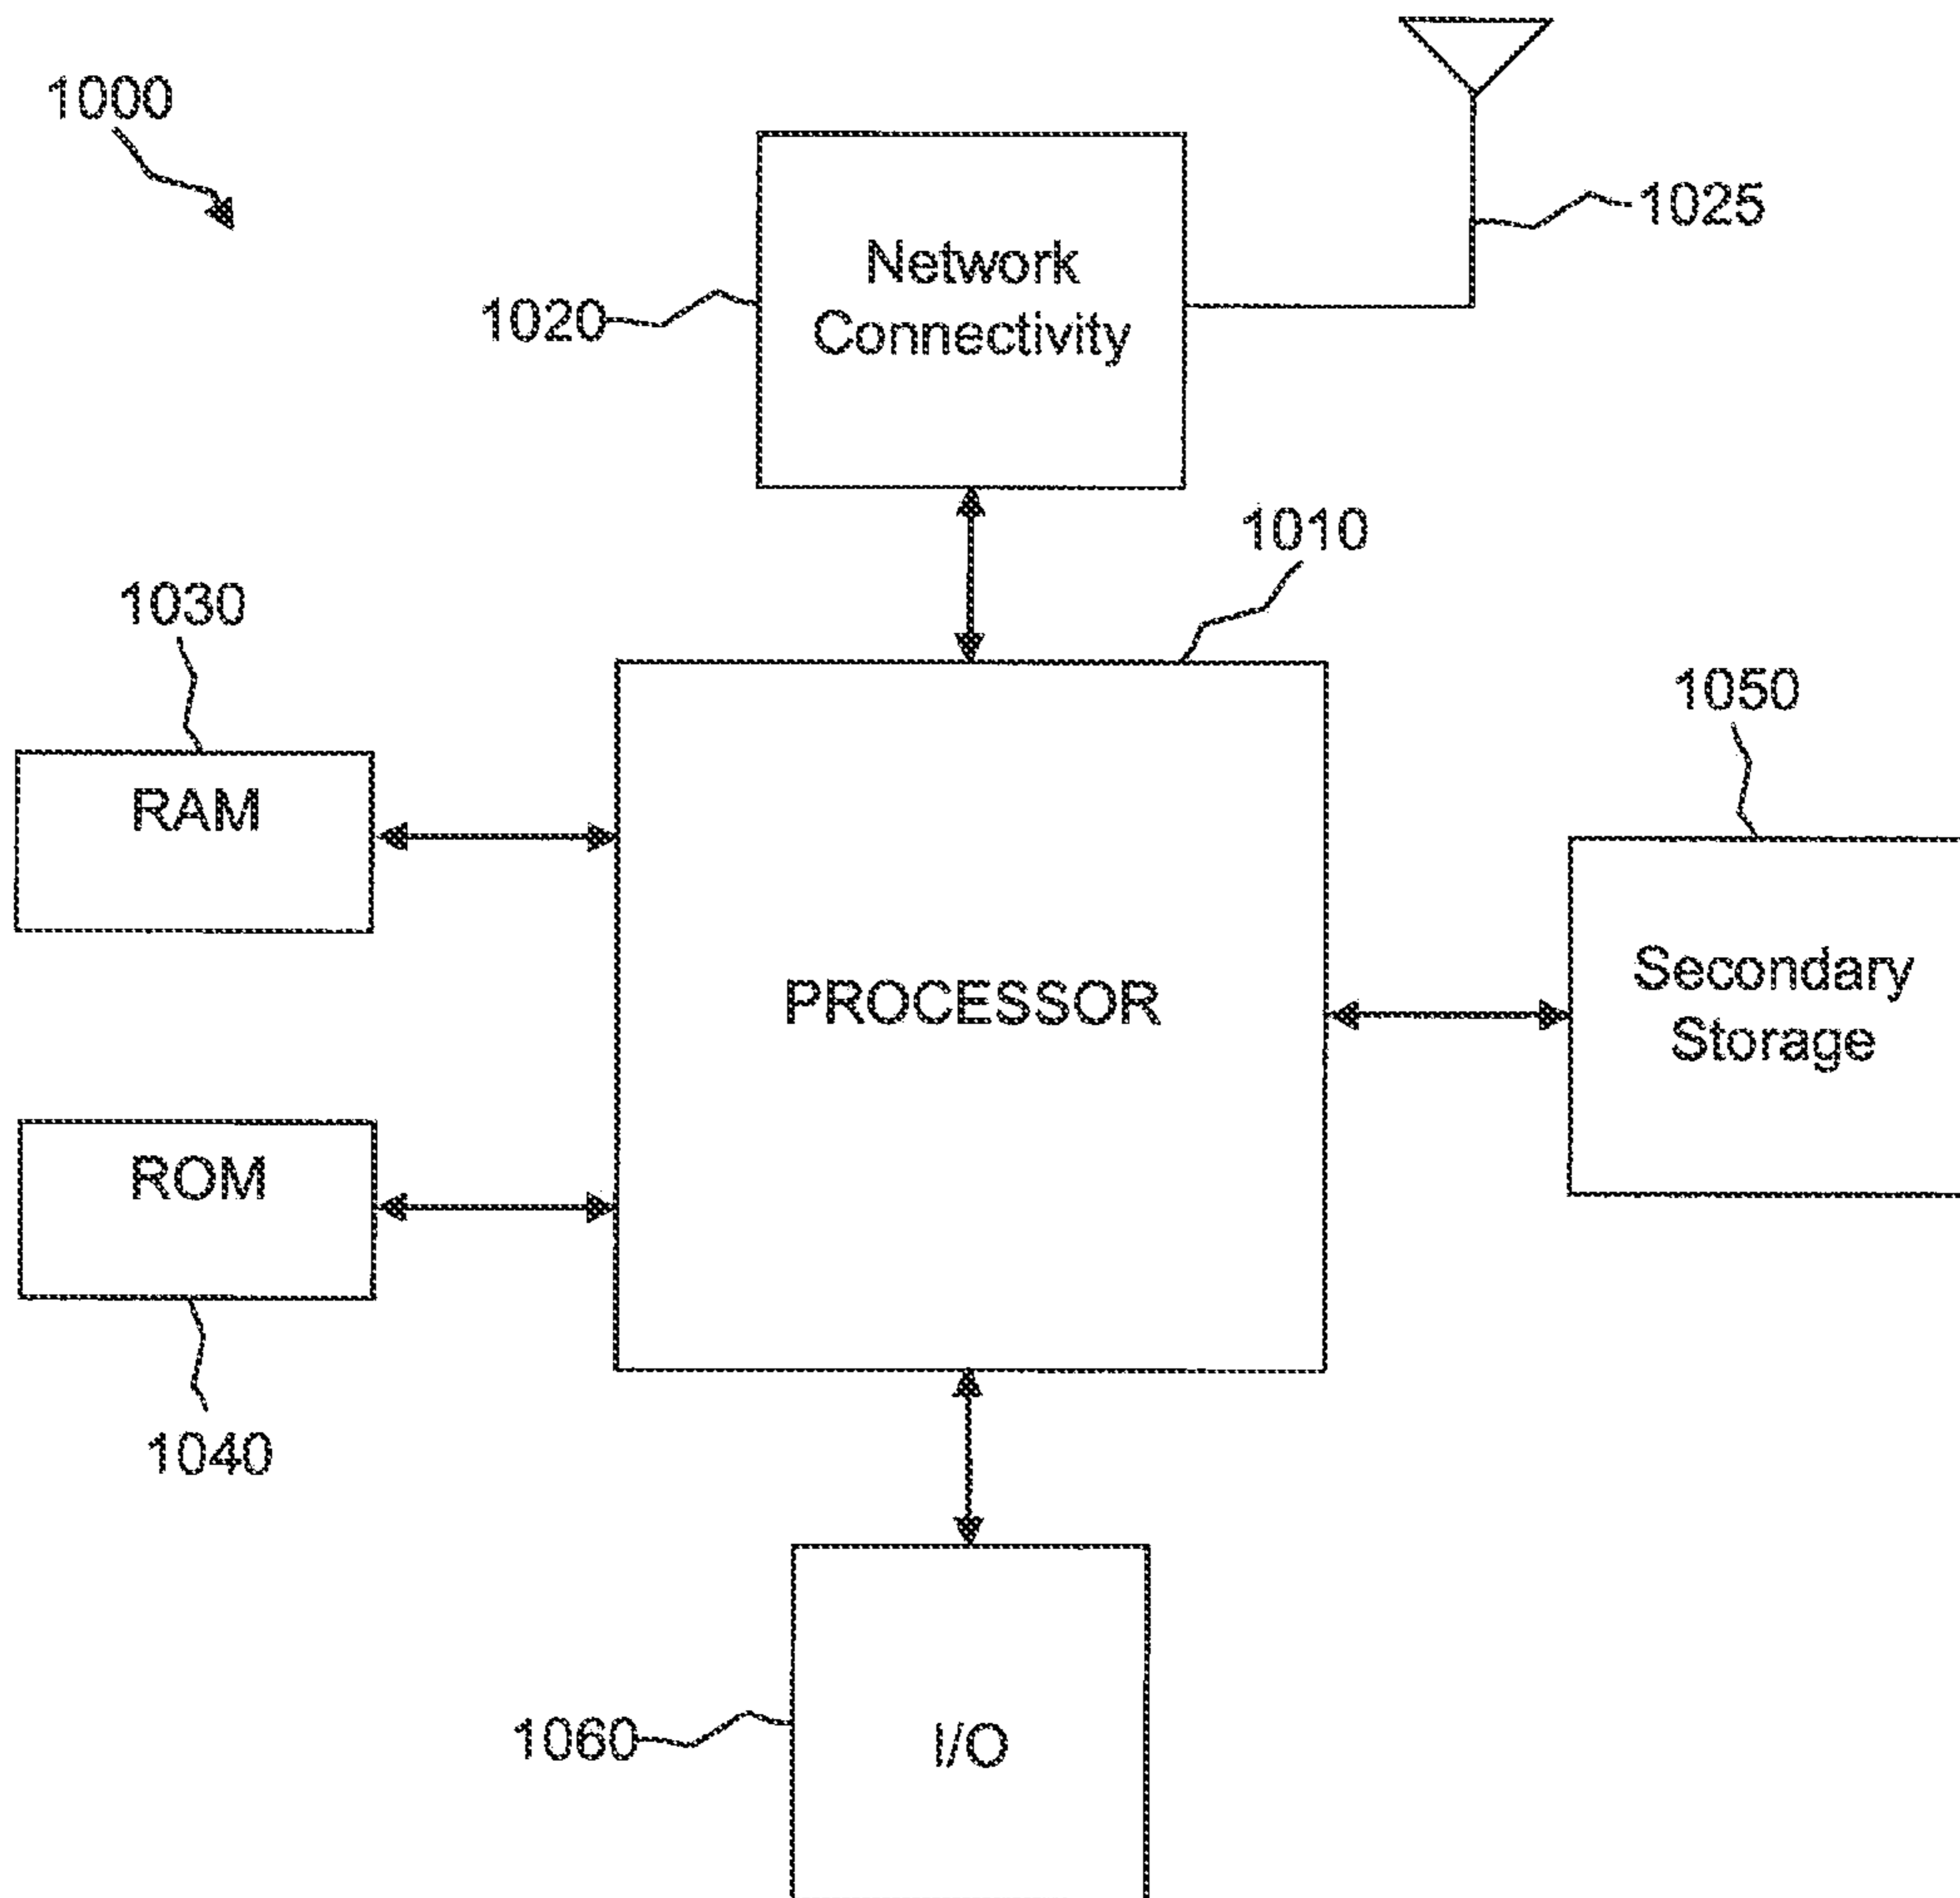 1000
1025
Network
Connectivity
1020
1010
1030
1050
RAM
Secondary
Storage
PROCESSOR
ROM
1040
1060
I/O